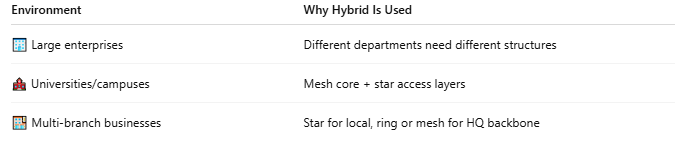 Environment Why Hybrid Is Used
Large enterprises Different departments need different structures
Universities/campuses Mesh core + star access layers
Multi-branch businesses Star for local, ring or mesh for HQ backbone